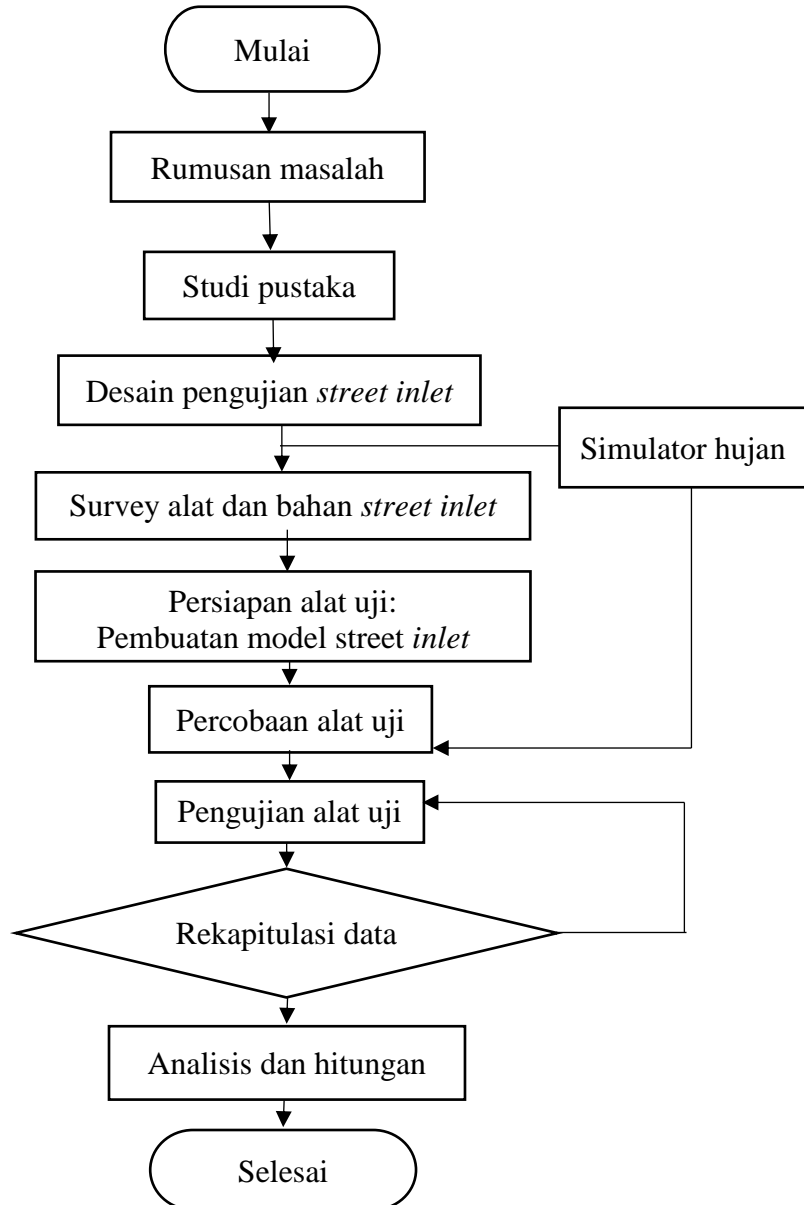 Mulai
Rumusan masalah
Studi pustaka
Desain pengujian street inlet
Simulator hujan
Survey alat dan bahan street inlet
Persiapan alat uji:
Pembuatan model street inlet
Percobaan alat uji
Pengujian alat uji
Rekapitulasi data
Analisis dan hitungan
Selesai